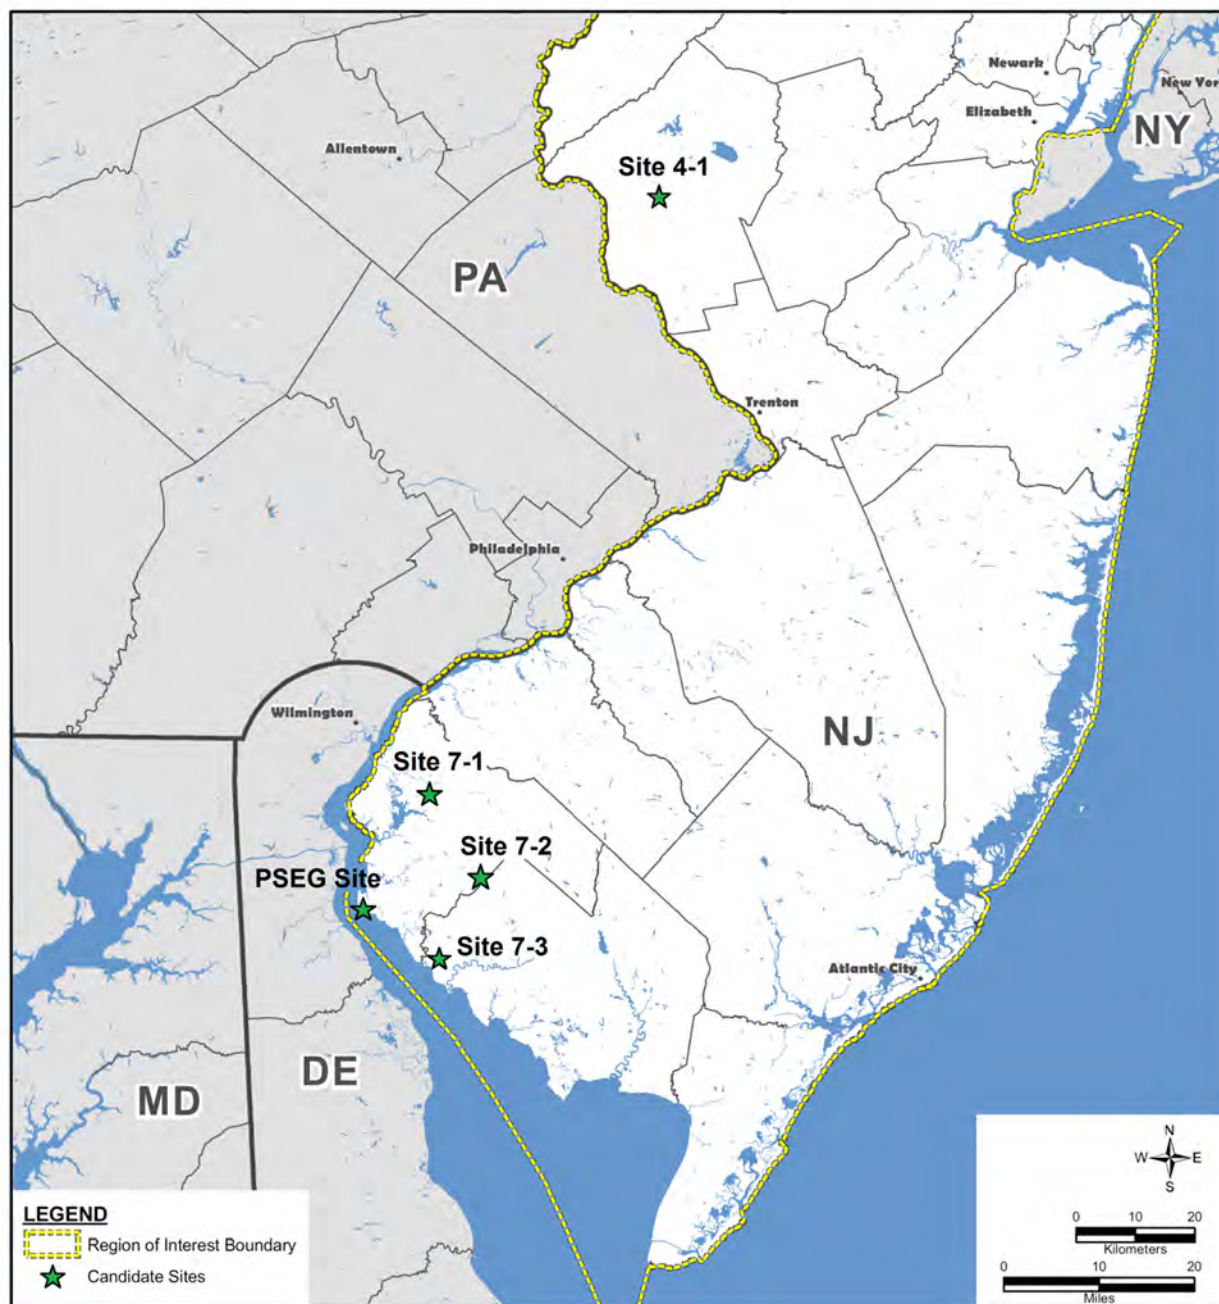 Newark
New Yor
Elizabeth
NY
Allentown
Site 4-1
PA
Trenton
Philadelphia
Wilmington
NJ
Site 7-1
Site 7-2
PSEG Site
Site 7-3
Atlantic City
DE
MD
N
W E
S
0 10 20
Kilometers
0 10 20
Miles
LEGEND
Region of Interest Boundary
Candidate Sites